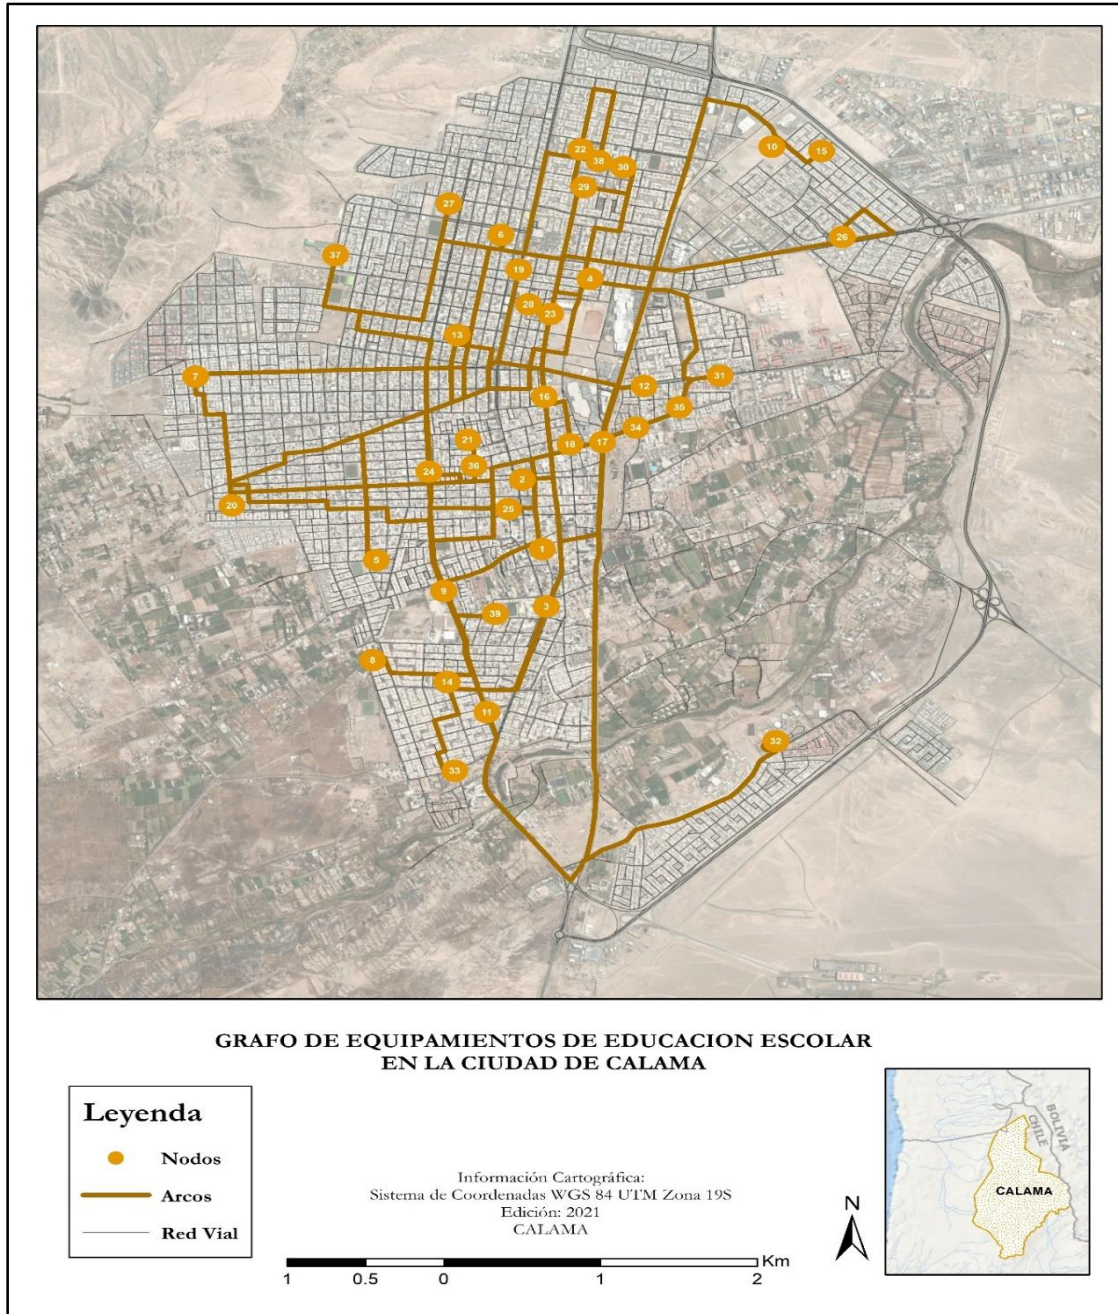 22
38
30
10
15
29
27
6
26
37
19
4
28
23
13
7
31
12
16
35
34
21
18
17
36
24
2
20
25
1
5
9
39
3
8
14
11
32
33
GRAFO DE EQUIPAMIENTOS DE EDUCACION ESCOLAR
EN LA CIUDAD DE CALAMA
Leyenda
Nodos
Arcos
Red Vial
Información Cartográfica:
Sistema de Coordenadas WGS 84 UTM Zona 19S
Edición: 2021
CALAMA
N
Km
1 0.5 0 1 2
BOLIVIA
CHILE
CALAMA